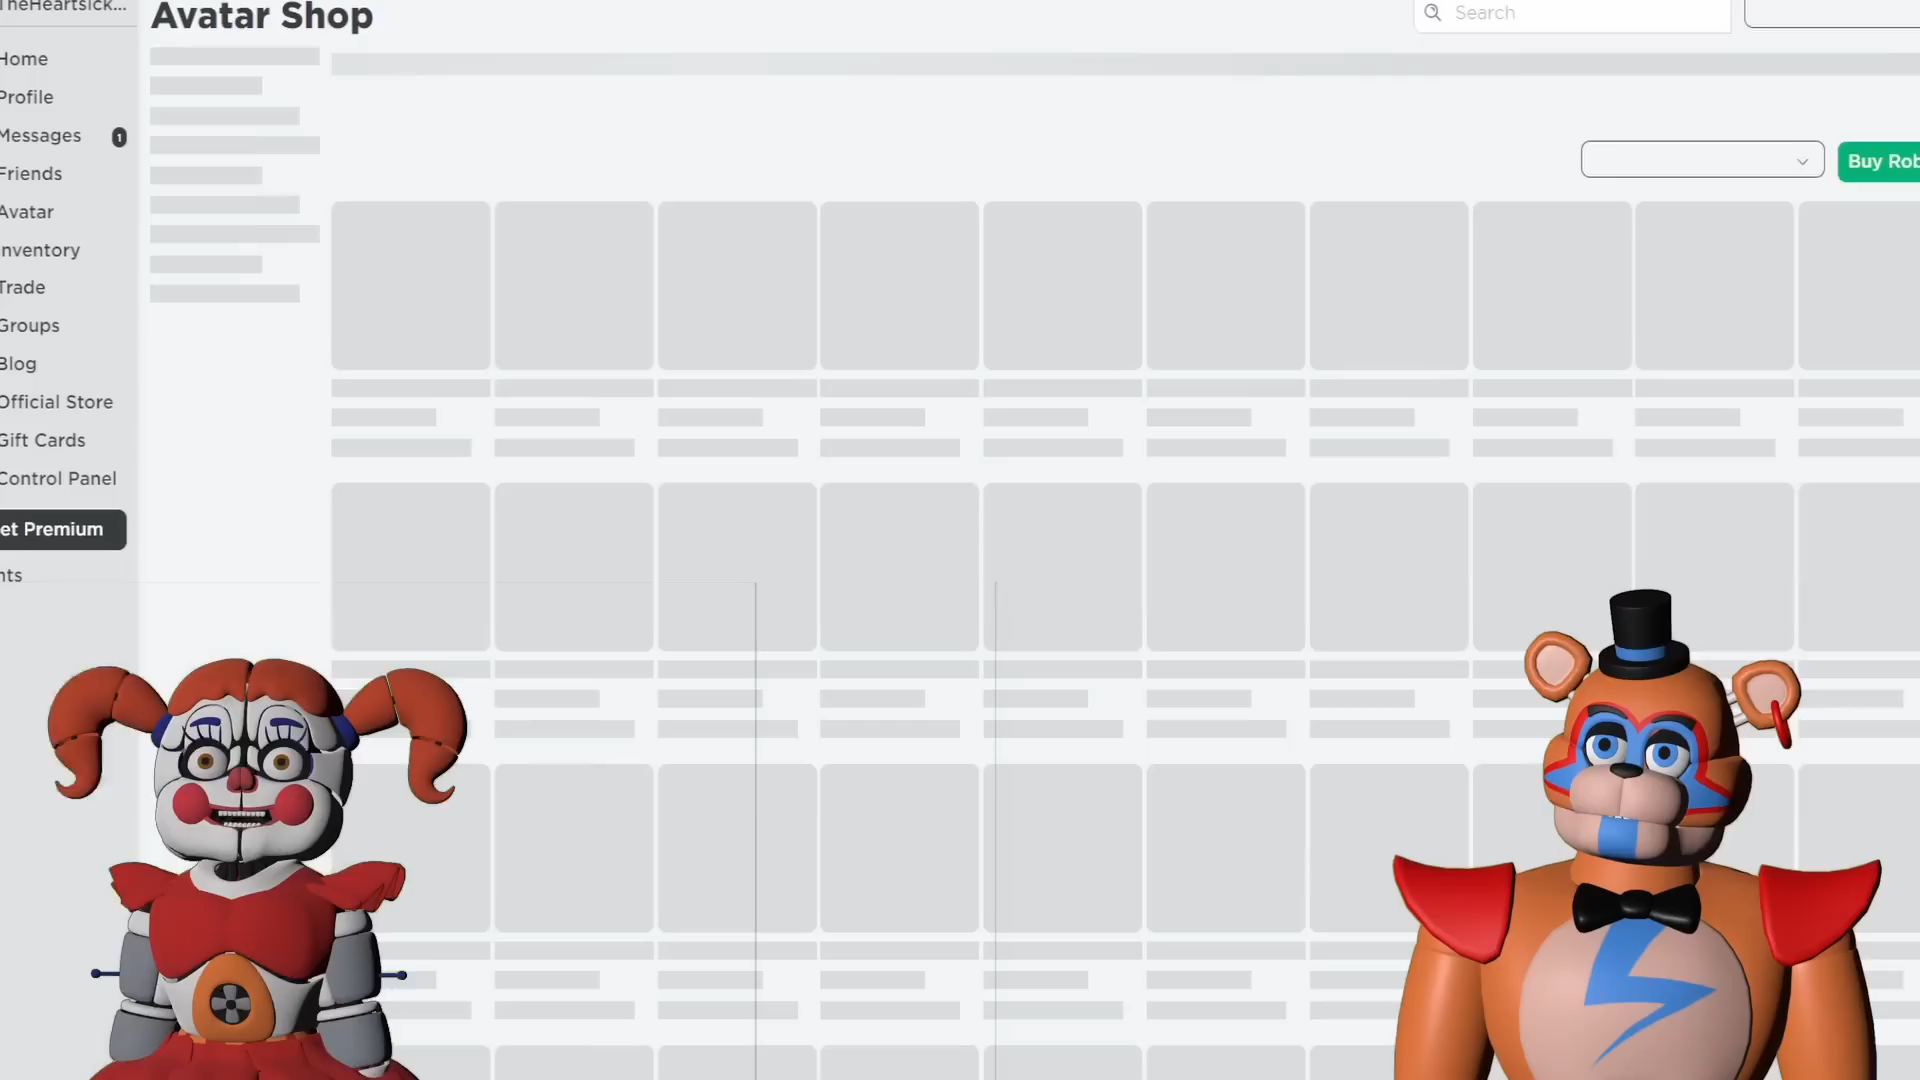 TheHeartsick...
Avatar Shop
Search
Home
Profile
Messages 1
Friends
Avatar
Inventory
Trade
Groups
Blog
Official Store
Gift Cards
Control Panel
et Premium
nts
Buy Rob